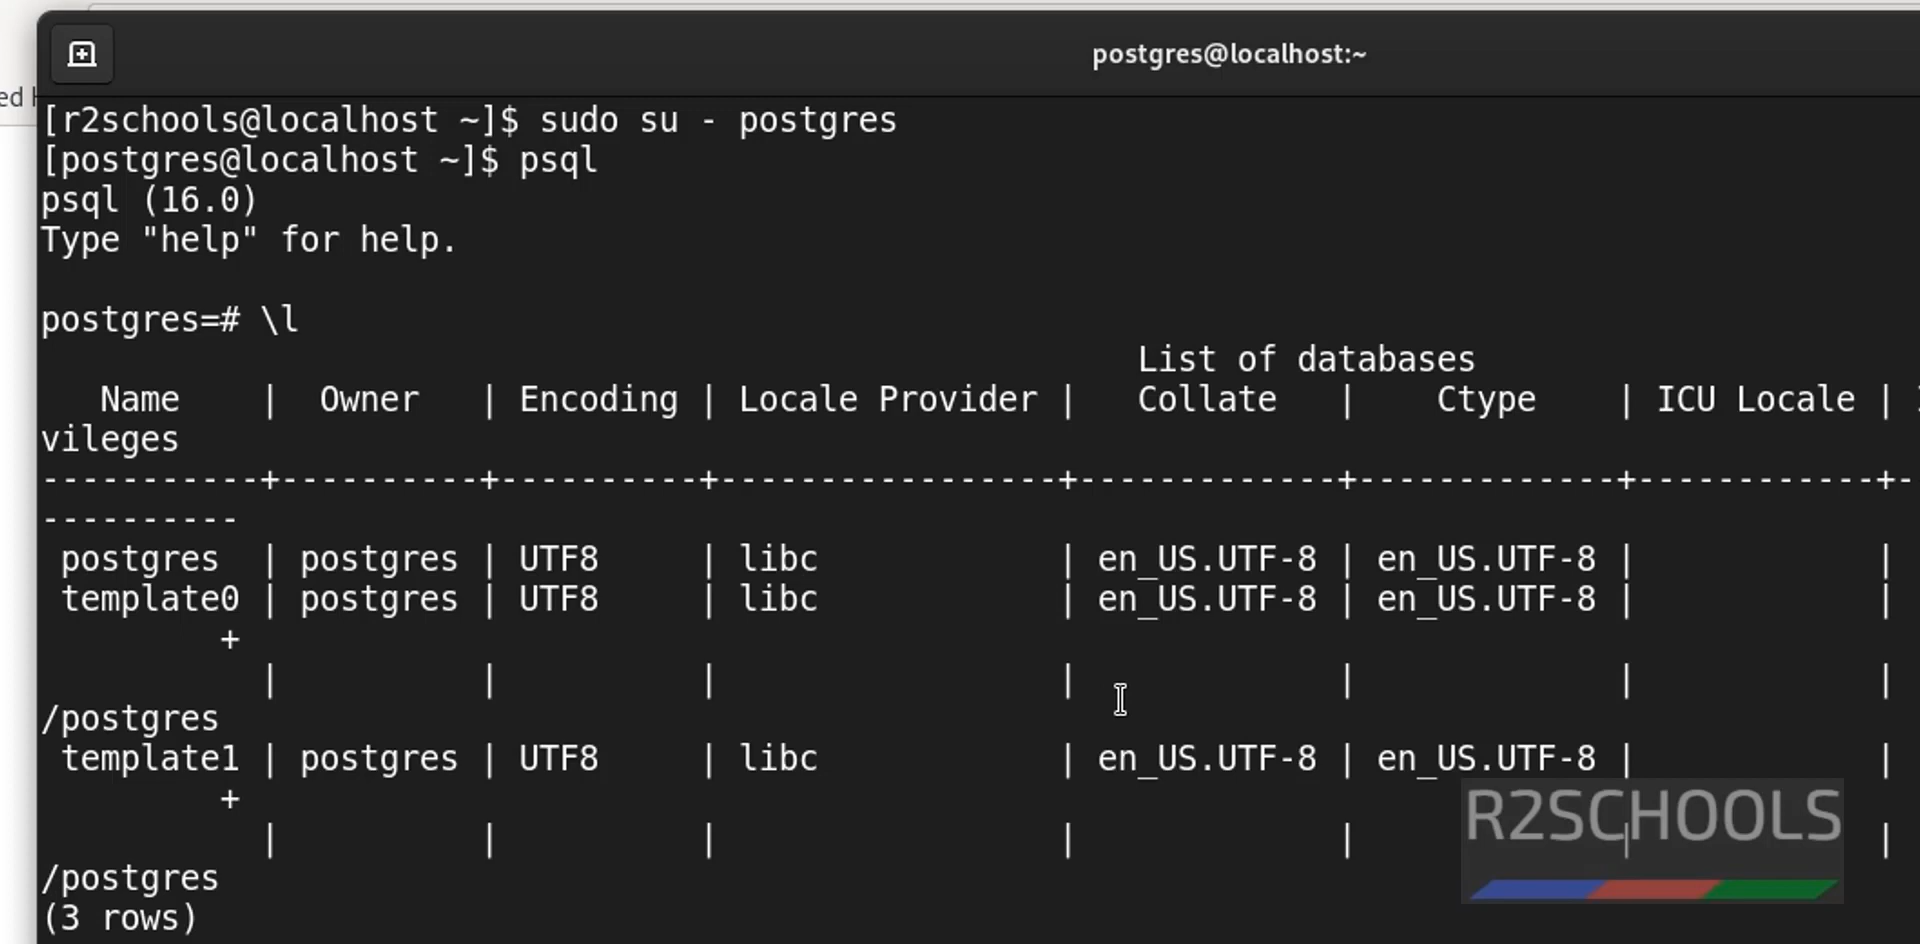 postgres@localhost:~
ed
[r2schools@localhost ~]$ sudo su - postgres
[postgres@localhost ~]$ psql
psql (16.0)
Type "help" for help.
postgres=# \l
List of databases
Name | Owner | Encoding | Locale Provider | Collate | Ctype | ICU Locale |
vileges
-----------+----------+----------+-----------------+-------------+-------------+------------+-
----------
postgres | postgres | UTF8 | libc | en_US.UTF-8 | en_US.UTF-8 | |
template0 | postgres | UTF8 | libc | en_US.UTF-8 | en_US.UTF-8 | |
+
| | | | | | |
/postgres
template1 | postgres | UTF8 | libc | en_US.UTF-8 | en_US.UTF-8 | |
+
| | | | | | |
/postgres
(3 rows)
R2SCHOOLS